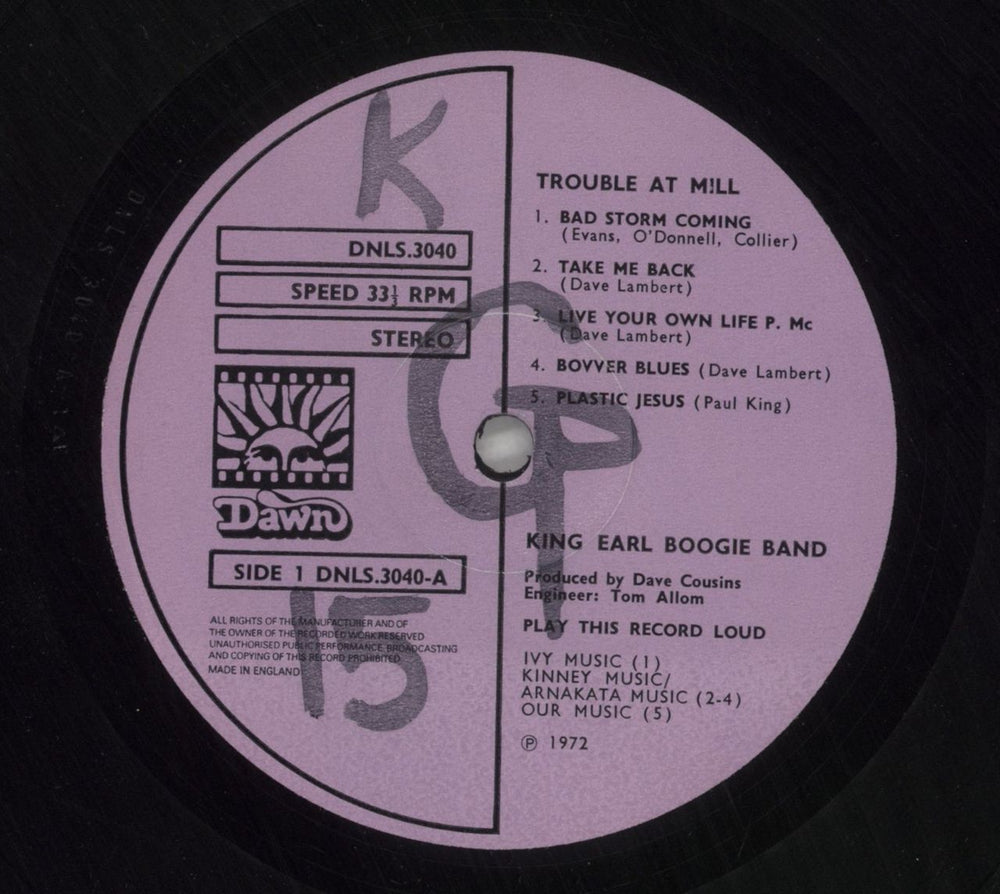 K
DNLS.3040
SPEED 33⅓ RPM
STEREO
Dawn
SIDE 1 DNLS.3040-A
15
ALL RIGHTS OF THE MANUFACTURER AND OF
THE OWNER OF THE RECORDED WORK RESERVED
UNAUTHORISED PUBLIC PERFORMANCE BROADCASTING
AND COPYING OF THIS RECORD PROHIBITED
MADE IN ENGLAND
TROUBLE AT M!LL
1. BAD STORM COMING
(Evans, O'Donnell, Collier)
2. TAKE ME BACK
(Dave Lambert)
3. LIVE YOUR OWN LIFE P. Mc
(Dave Lambert)
4. BOVVER BLUES (Dave Lambert)
5. PLASTIC JESUS (Paul King)
KING EARL BOOGIE BAND
Produced by Dave Cousins
Engineer: Tom Allom
PLAY THIS RECORD LOUD
IVY MUSIC (1)
KINNEY MUSIC/
ARNAKATA MUSIC (2-4)
OUR MUSIC (5)
℗ 1972